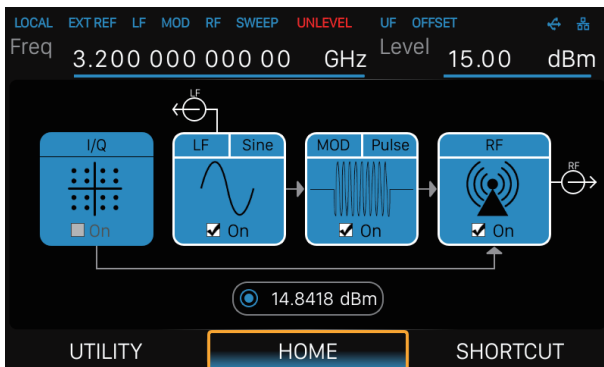 LOCAL EXT REF LF MOD RF SWEEP UNLEVEL UF OFFSET
Freq 3.200 000 000 00 GHz Level 15.00 dBm
LF
I/Q LF Sine MOD Pulse RF
RF
On On On On
14.8418 dBm
UTILITY HOME SHORTCUT